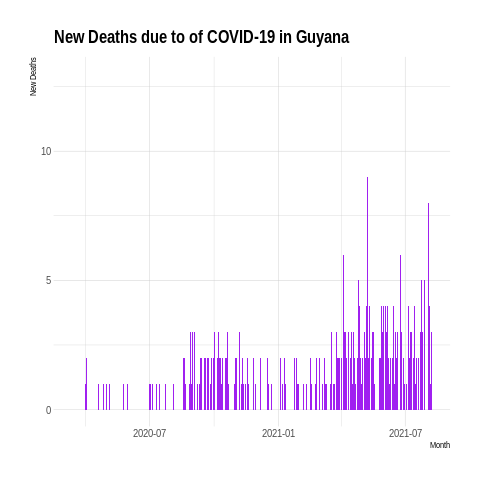 New Deaths due to of COVID-19 in Guyana
New Deaths
10
5
0
2020-07
2021-01
2021-07
Month